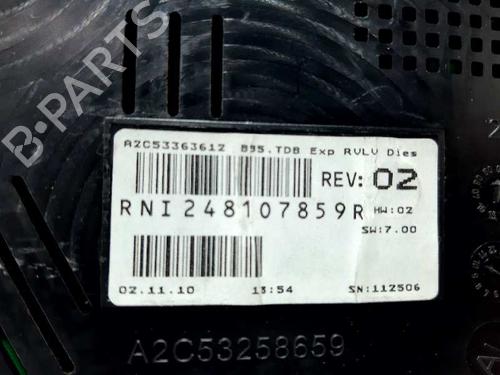 B-PARTS
A2C53363612 B95.TDB Exp RVLV Dies
REV: 02
RNI248107859R
HW:02
SW:7.00
02.11.10 13:54 SN:112506
A2C53258659